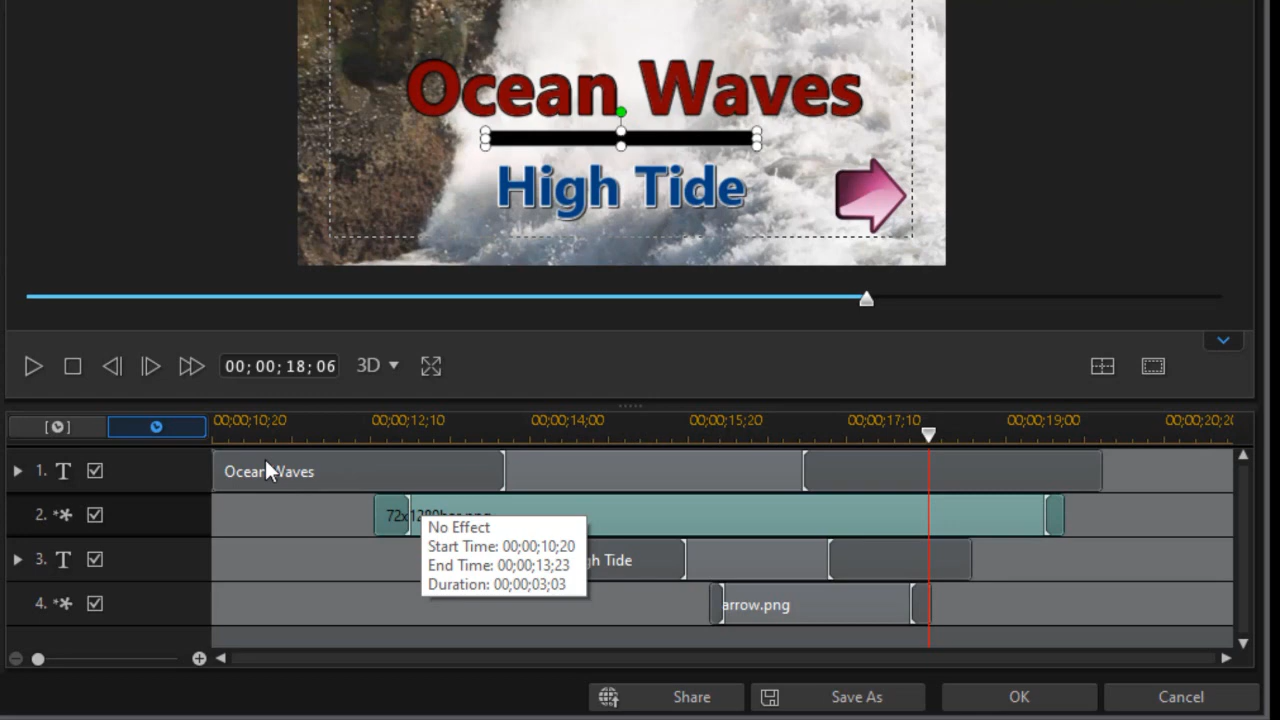 Ocean Waves
High Tide
00;00;18;06
3D
00;00;10;20 00;00;12;10 00;00;14;00 00;00;15;20 00;00;17;10 00;00;19;00 00;00;20;20
1. T Ocean Waves
2. 72x1280bar.png
No Effect
Start Time: 00;00;10;20
End Time: 00;00;13;23
Duration: 00;00;03;03
3. T gh Tide
4. arrow.png
Share Save As OK Cancel